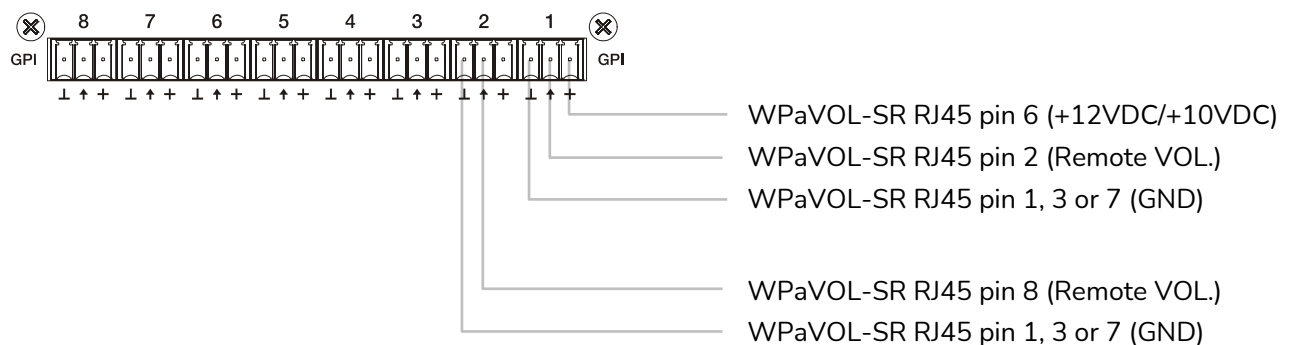 8 7 6 5 4 3 2 1
GPI GPI
⊥ ↑ + ⊥ ↑ + ⊥ ↑ + ⊥ ↑ + ⊥ ↑ + ⊥ ↑ + ⊥ ↑ + ⊥ ↑ +
WPaVOL-SR RJ45 pin 6 (+12VDC/+10VDC)
WPaVOL-SR RJ45 pin 2 (Remote VOL.)
WPaVOL-SR RJ45 pin 1, 3 or 7 (GND)
WPaVOL-SR RJ45 pin 8 (Remote VOL.)
WPaVOL-SR RJ45 pin 1, 3 or 7 (GND)